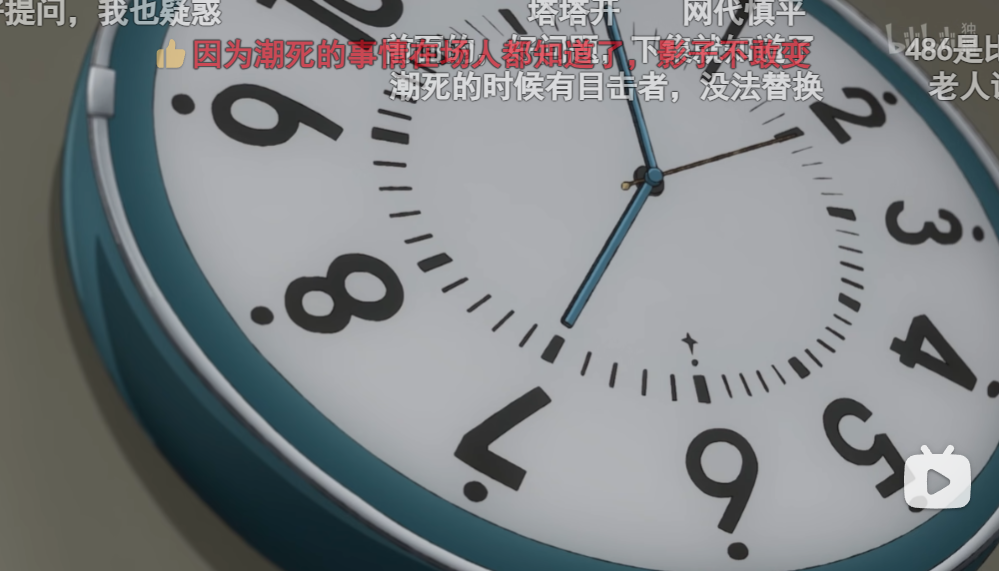 提问，我也疑惑
塔塔开
网代慎平
因为潮死的事情在场人都知道了，影子不敢变
486是比
潮死的时候有目击者，没法替换
老人
独
10
9
2
3
8
4
7
6
5